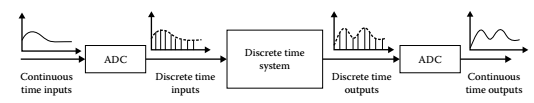 ADC
Discrete time
system
ADC
Continuous
time inputs
Discrete time
inputs
Discrete time
outputs
Continuous
time outputs